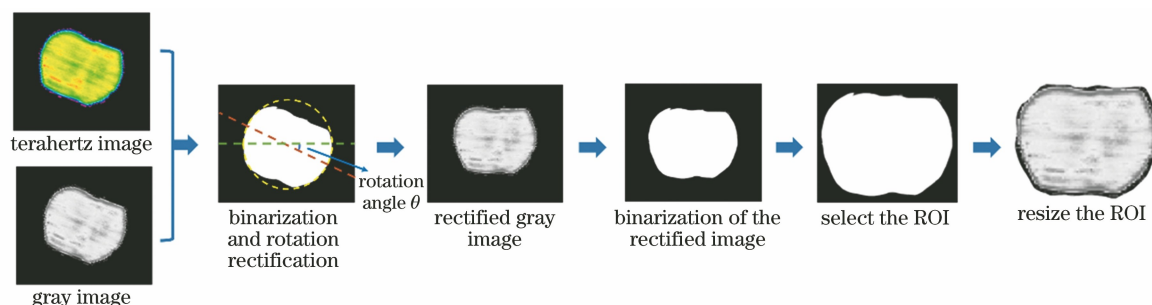 terahertz image
gray image
rotation
angle θ
binarization
and rotation
rectification
rectified gray
image
binarization of the
rectified image
select the ROI
resize the ROI